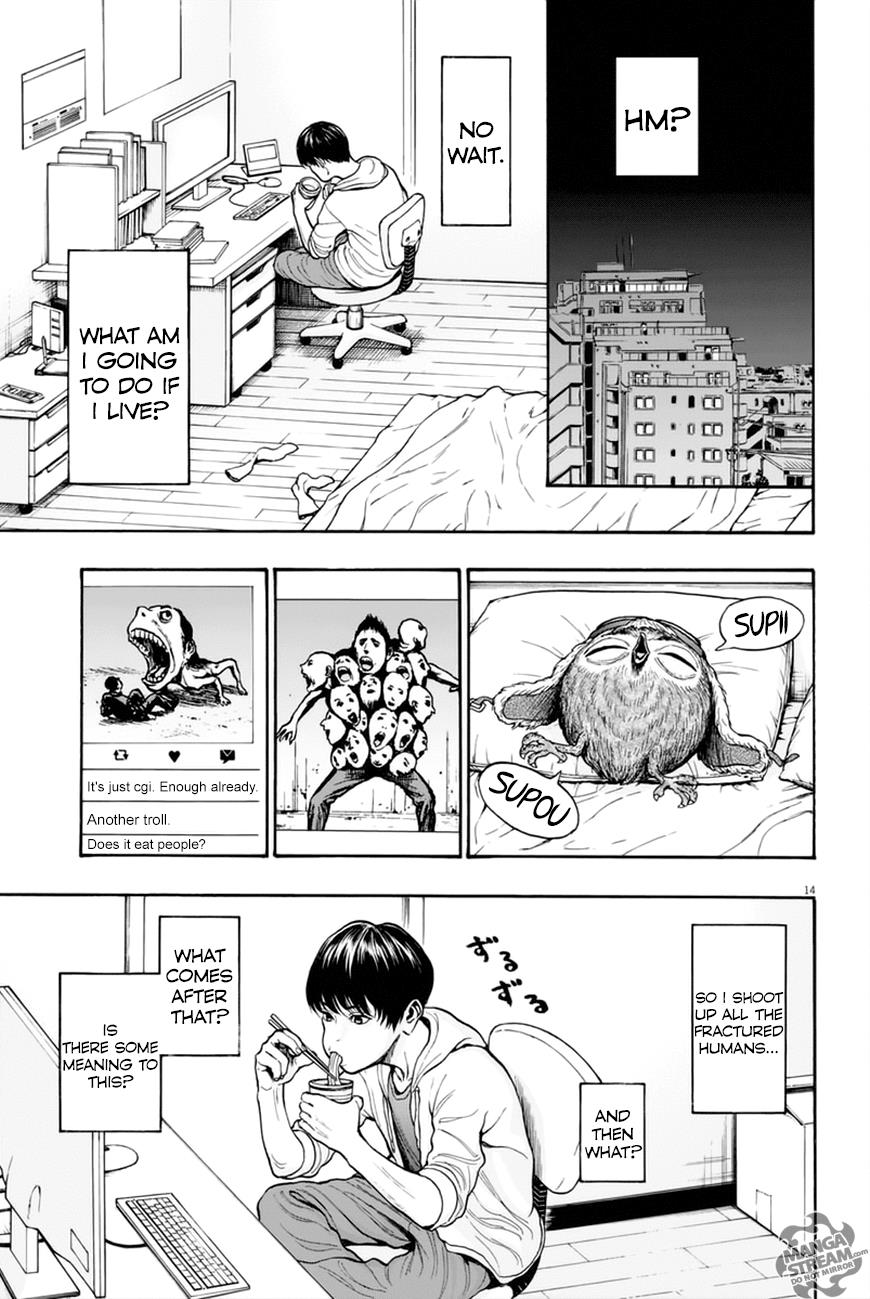 HM?
NO
WAIT.
WHAT AM
I GOING
TO DO IF
I LIVE?
SUPII
SUPOU
It's just cgi. Enough already.
Another troll.
Does it eat people?
14
SO I SHOOT
UP ALL THE
FRACTURED
HUMANS...
ずるずる
AND
THEN
WHAT?
WHAT
COMES
AFTER
THAT?
IS
THERE SOME
MEANING TO
THIS?
MANGA
STREAM.com
DO NOT MIRROR!